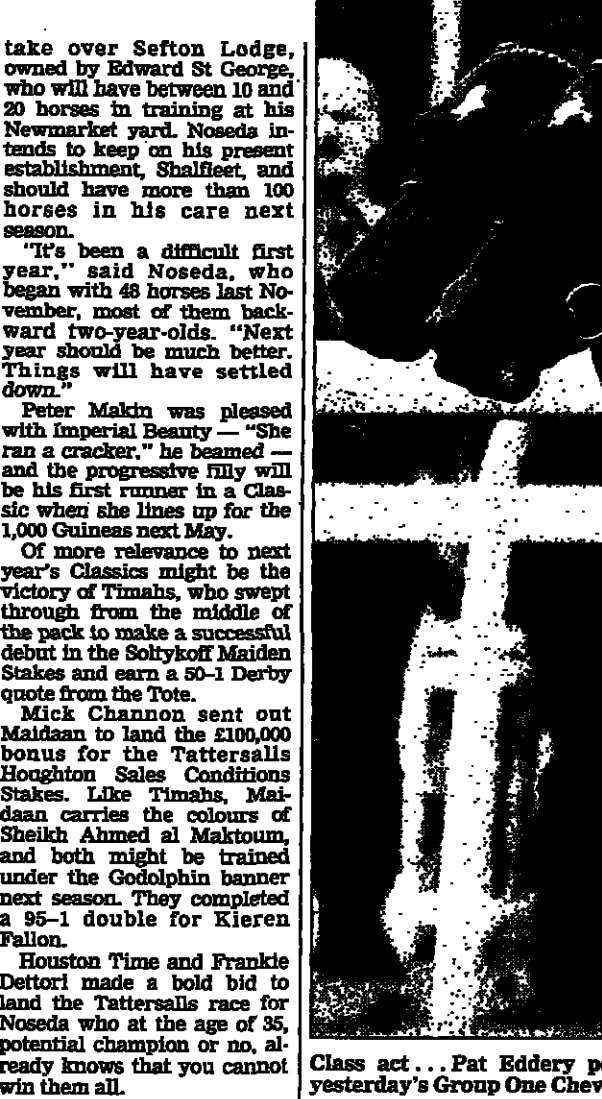 take over Sefton Lodge,
owned by Edward St George,
who will have between 10 and
20 horses in training at his
Newmarket yard. Noseda in-
tends to keep on his present
establishment, Shalfleet, and
should have more than 100
horses in his care next
season.
"It's been a difficult first
year," said Noseda, who
began with 48 horses last No-
vember, most of them back-
ward two-year-olds. "Next
year should be much better.
Things will have settled
down."
Peter Makin was pleased
with Imperial Beauty — "She
ran a cracker," he beamed —
and the progressive filly will
be his first runner in a Clas-
sic when she lines up for the
1,000 Guineas next May.
Of more relevance to next
year's Classics might be the
victory of Timahs, who swept
through from the middle of
the pack to make a successful
debut in the Soltykoff Maiden
Stakes and earn a 50–1 Derby
quote from the Tote.
Mick Channon sent out
Maidaan to land the £100,000
bonus for the Tattersalls
Houghton Sales Conditions
Stakes. Like Timahs, Mai-
daan carries the colours of
Sheikh Ahmed al Maktoum,
and both might be trained
under the Godolphin banner
next season. They completed
a 95–1 double for Kieren
Fallon.
Houston Time and Frankie
Dettori made a bold bid to
land the Tattersalls race for
Noseda who at the age of 35,
potential champion or no, al-
ready knows that you cannot
win them all.
Class act... Pat Eddery p
yesterday's Group One Chev